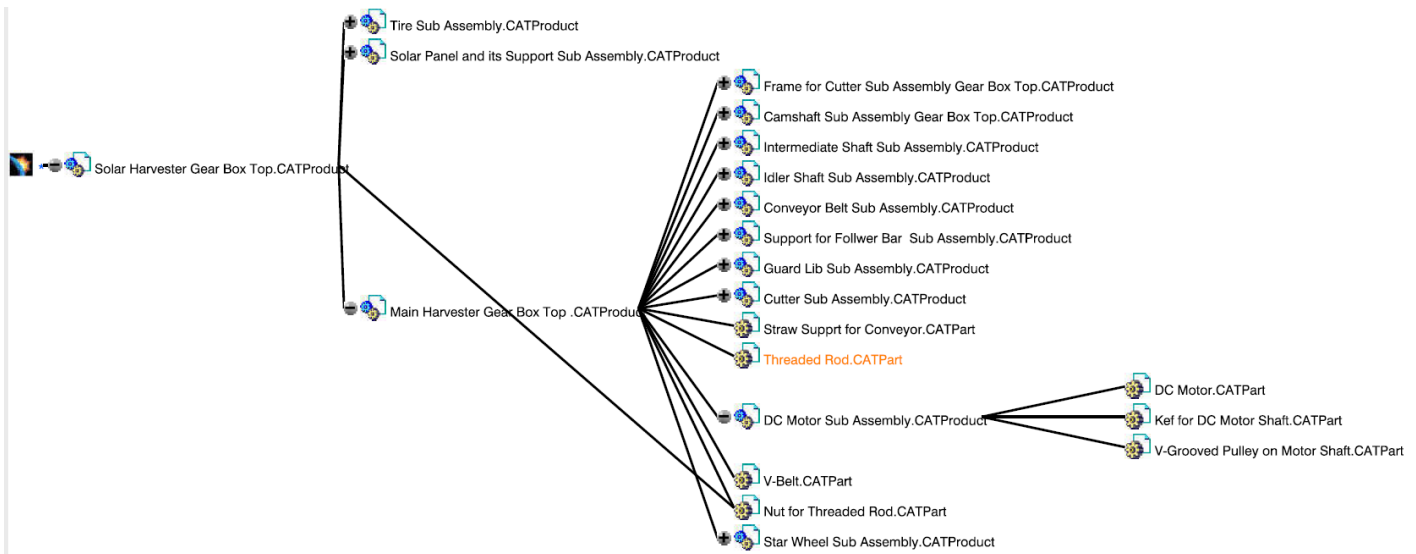 Tire Sub Assembly.CATProduct
Solar Panel and its Support Sub Assembly.CATProduct
Frame for Cutter Sub Assembly Gear Box Top.CATProduct
Camshaft Sub Assembly Gear Box Top.CATProduct
Intermediate Shaft Sub Assembly.CATProduct
Solar Harvester Gear Box Top.CATProduct
Idler Shaft Sub Assembly.CATProduct
Conveyor Belt Sub Assembly.CATProduct
Support for Follwer Bar  Sub Assembly.CATProduct
Guard Lib Sub Assembly.CATProduct
Cutter Sub Assembly.CATProduct
Main Harvester Gear Box Top .CATProduct
Straw Supprt for Conveyor.CATPart
Threaded Rod.CATPart
DC Motor.CATPart
DC Motor Sub Assembly.CATProduct
Kef for DC Motor Shaft.CATPart
V-Grooved Pulley on Motor Shaft.CATPart
V-Belt.CATPart
Nut for Threaded Rod.CATPart
Star Wheel Sub Assembly.CATProduct